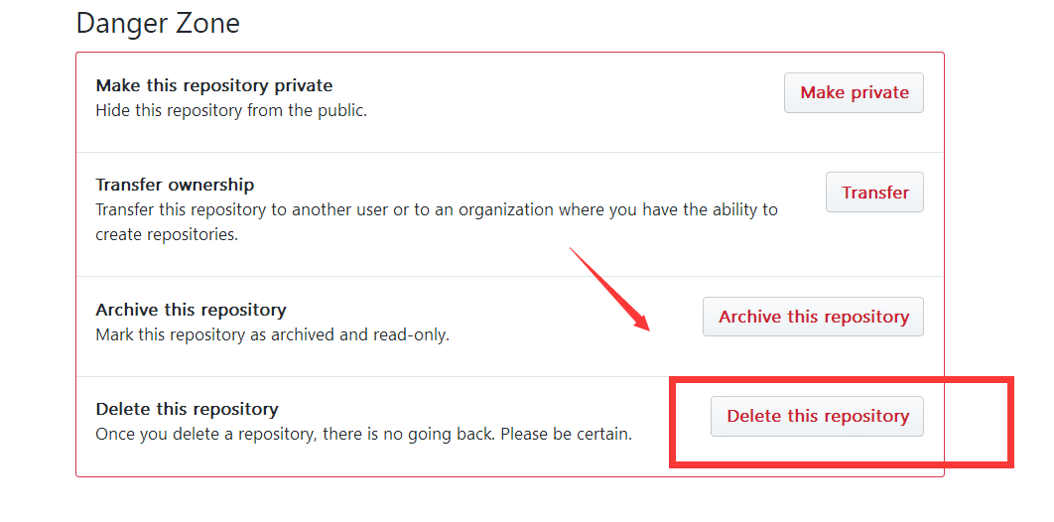 Danger Zone
Make this repository private
Hide this repository from the public.
Make private
Transfer ownership
Transfer this repository to another user or to an organization where you have the ability to
create repositories.
Transfer
Archive this repository
Mark this repository as archived and read-only.
Archive this repository
Delete this repository
Once you delete a repository, there is no going back. Please be certain.
Delete this repository